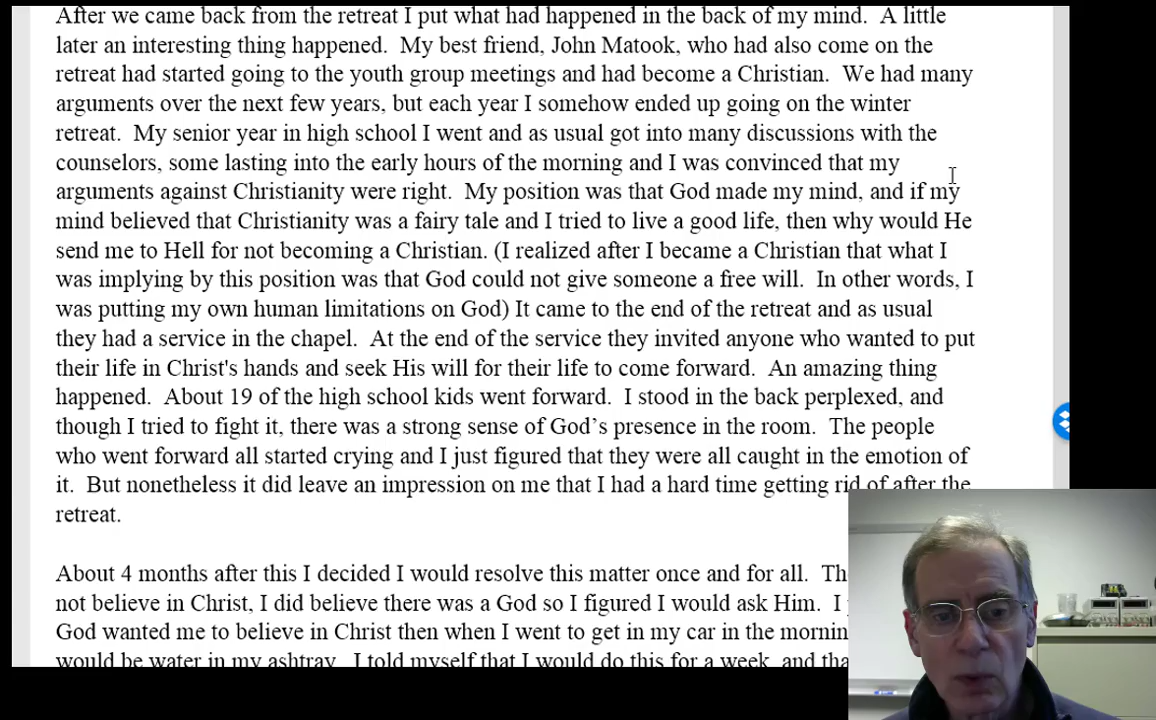 After we came back from the retreat I put what had happened in the back of my mind.  A little
later an interesting thing happened.  My best friend, John Matook, who had also come on the
retreat had started going to the youth group meetings and had become a Christian.  We had many
arguments over the next few years, but each year I somehow ended up going on the winter
retreat.  My senior year in high school I went and as usual got into many discussions with the
counselors, some lasting into the early hours of the morning and I was convinced that my
arguments against Christianity were right.  My position was that God made my mind, and if my
mind believed that Christianity was a fairy tale and I tried to live a good life, then why would He
send me to Hell for not becoming a Christian. (I realized after I became a Christian that what I
was implying by this position was that God could not give someone a free will.  In other words, I
was putting my own human limitations on God) It came to the end of the retreat and as usual
they had a service in the chapel.  At the end of the service they invited anyone who wanted to put
their life in Christ's hands and seek His will for their life to come forward.  An amazing thing
happened.  About 19 of the high school kids went forward.  I stood in the back perplexed, and
though I tried to fight it, there was a strong sense of God’s presence in the room.  The people
who went forward all started crying and I just figured that they were all caught in the emotion of
it.  But nonetheless it did leave an impression on me that I had a hard time getting rid of after the
retreat.
About 4 months after this I decided I would resolve this matter once and for all.
not believe in Christ, I did believe there was a God so I figured I would ask Him.  I
God wanted me to believe in Christ then when I went to get in my car in the
would be water in my ashtray.  I told myself that I would do this for a week, and